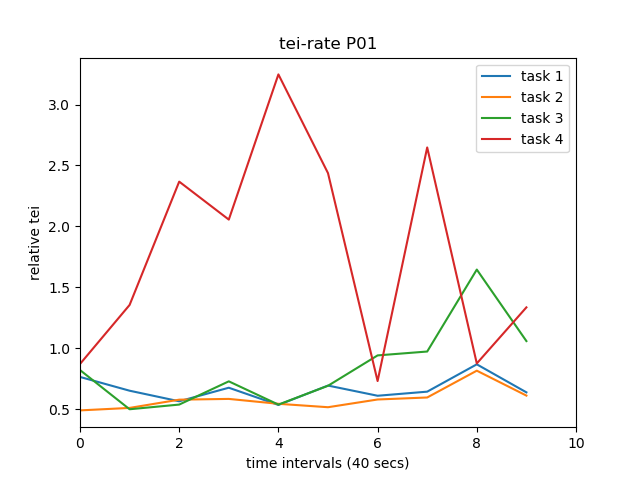 tei-rate P01
task 1
task 2
task 3
task 4
3.0
2.5
2.0
1.5
1.0
0.5
relative tei
0 2 4 6 8 10
time intervals (40 secs)